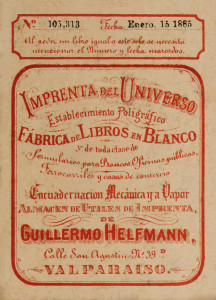 No. 105,313 Fecha Enero. 15 1885
Al pedir un libro igual a este solo se necesita
mencionar el Número y fecha marcados.
IMPRENTA DEL UNIVERSO
Establecimiento Poligráfico
FÁBRICA DE LIBROS EN BLANCO
y de toda clase de
Formularios para Bancos, Oficinas públicas,
Ferrocarriles y casas de comercio
Encuadernacion Mecánica y a Vapor
ALMACEN DE UTILES DE IMPRENTA,
DE
GUILLERMO HELFMANN,
Calle San Agustin No. 39
VALPARAISO.